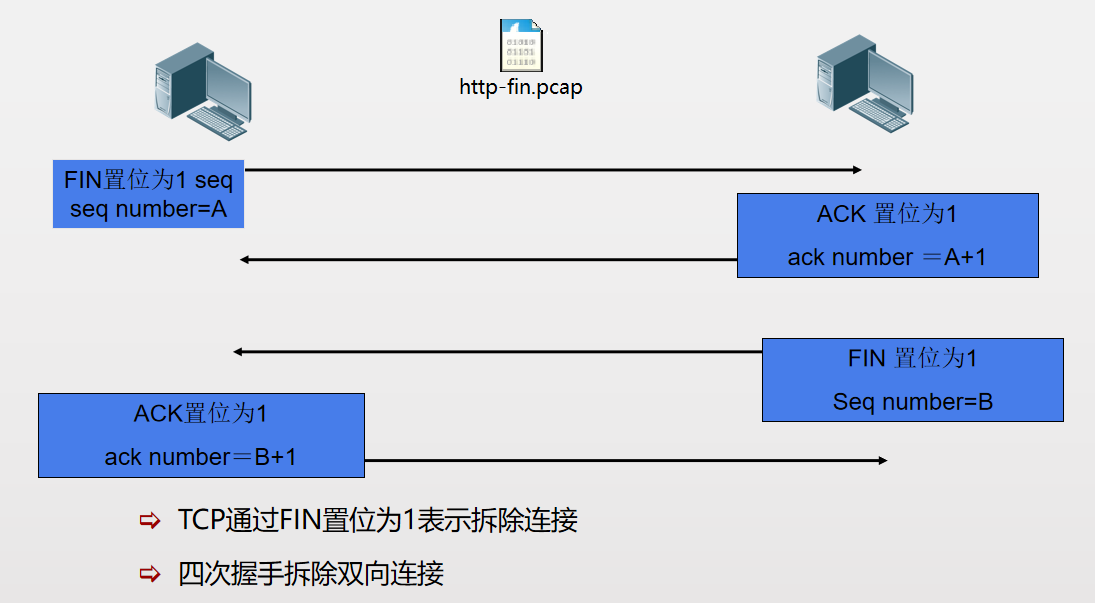 http-fin.pcap
FIN置位为1 seq
seq number=A
ACK 置位为1
ack number ＝A+1
FIN 置位为1
Seq number=B
ACK置位为1
ack number＝B+1
TCP通过FIN置位为1表示拆除连接
四次握手拆除双向连接